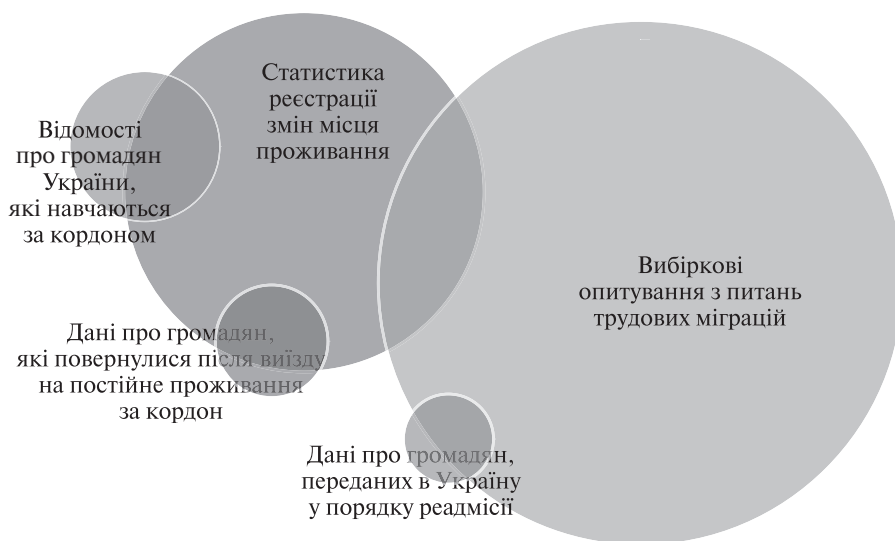 Статистика
реєстрації
змін місця
проживання
Відомості
про громадян
України,
які навчаються
за кордоном
Вибіркові
опитування з питань
трудових міграцій
Дані про громадян,
які повернулися після виїзду
на постійне проживання
за кордон
Дані про громадян,
переданих в Україну
у порядку реадмісії